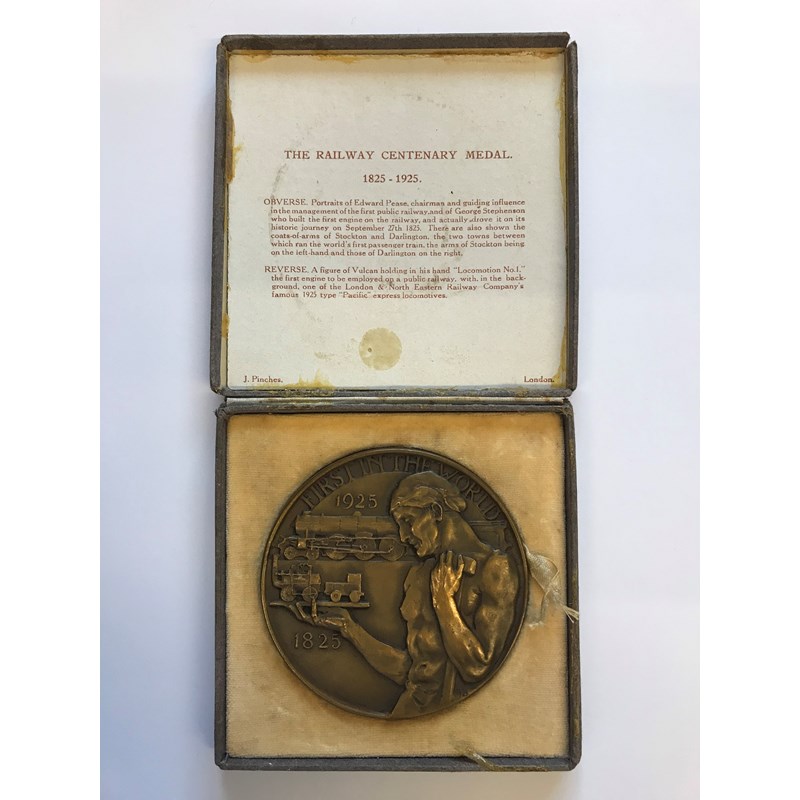 THE RAILWAY CENTENARY MEDAL.
1825 - 1925.
OBVERSE. Portraits of Edward Pease, chairman and guiding influence
in the management of the first public railway, and of George Stephenson
who built the first engine on the railway, and actually drove it on its
historic journey on September 27th 1825. There are also shown the
coats-of-arms of Stockton and Darlington, the two towns between
which ran the world's first passenger train, the arms of Stockton being
on the left-hand and those of Darlington on the right.
REVERSE. A figure of Vulcan holding in his hand "Locomotion No.1,"
the first engine to be employed on a public railway, with, in the back-
ground, one of the London & North Eastern Railway Company's
famous 1925 type "Pacific" express locomotives.
J. Pinches. London.
FIRST IN THE WORLD
1925
1825